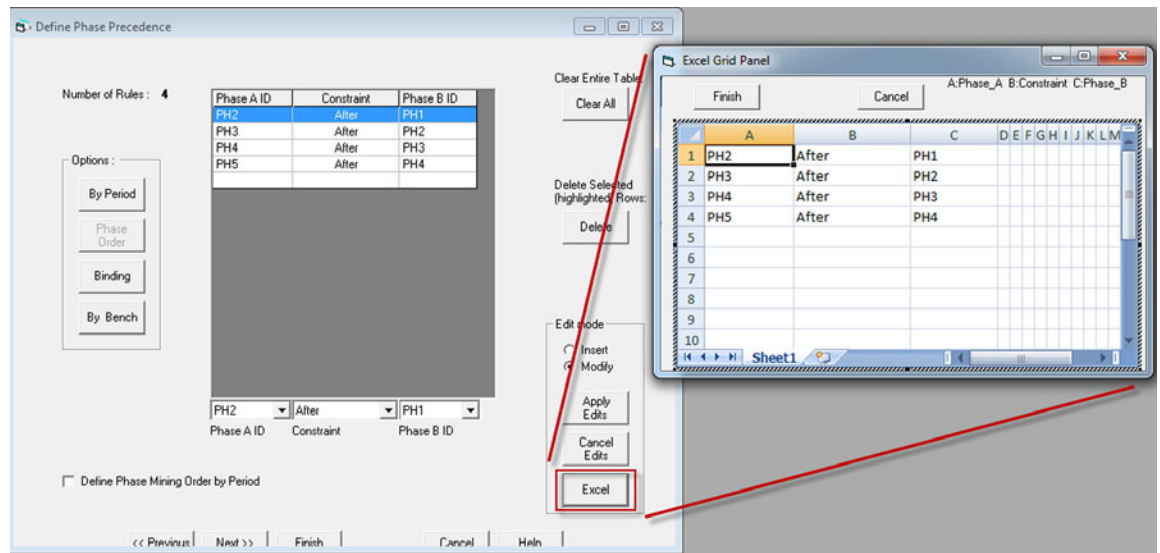 Define Phase Precedence
Number of Rules : 4
Phase A ID Constraint Phase B ID
PH2 After PH1
PH3 After PH2
PH4 After PH3
PH5 After PH4
Options :
By Period
Phase
Order
Binding
By Bench
PH2 After PH1
Phase A ID Constraint Phase B ID
Define Phase Mining Order by Period
<< Previous Next >> Finish Cancel Help
Clear Entire Table:
Clear All
Delete Selected
(highlighted) Rows:
Delete
Edit mode
Insert
Modify
Apply
Edits
Cancel
Edits
Excel
Excel Grid Panel
Finish Cancel A:Phase_A B:Constraint C:Phase_B
A B C D E F G H I J K L M
1 PH2 After PH1
2 PH3 After PH2
3 PH4 After PH3
4 PH5 After PH4
5
6
7
8
9
10
Sheet1